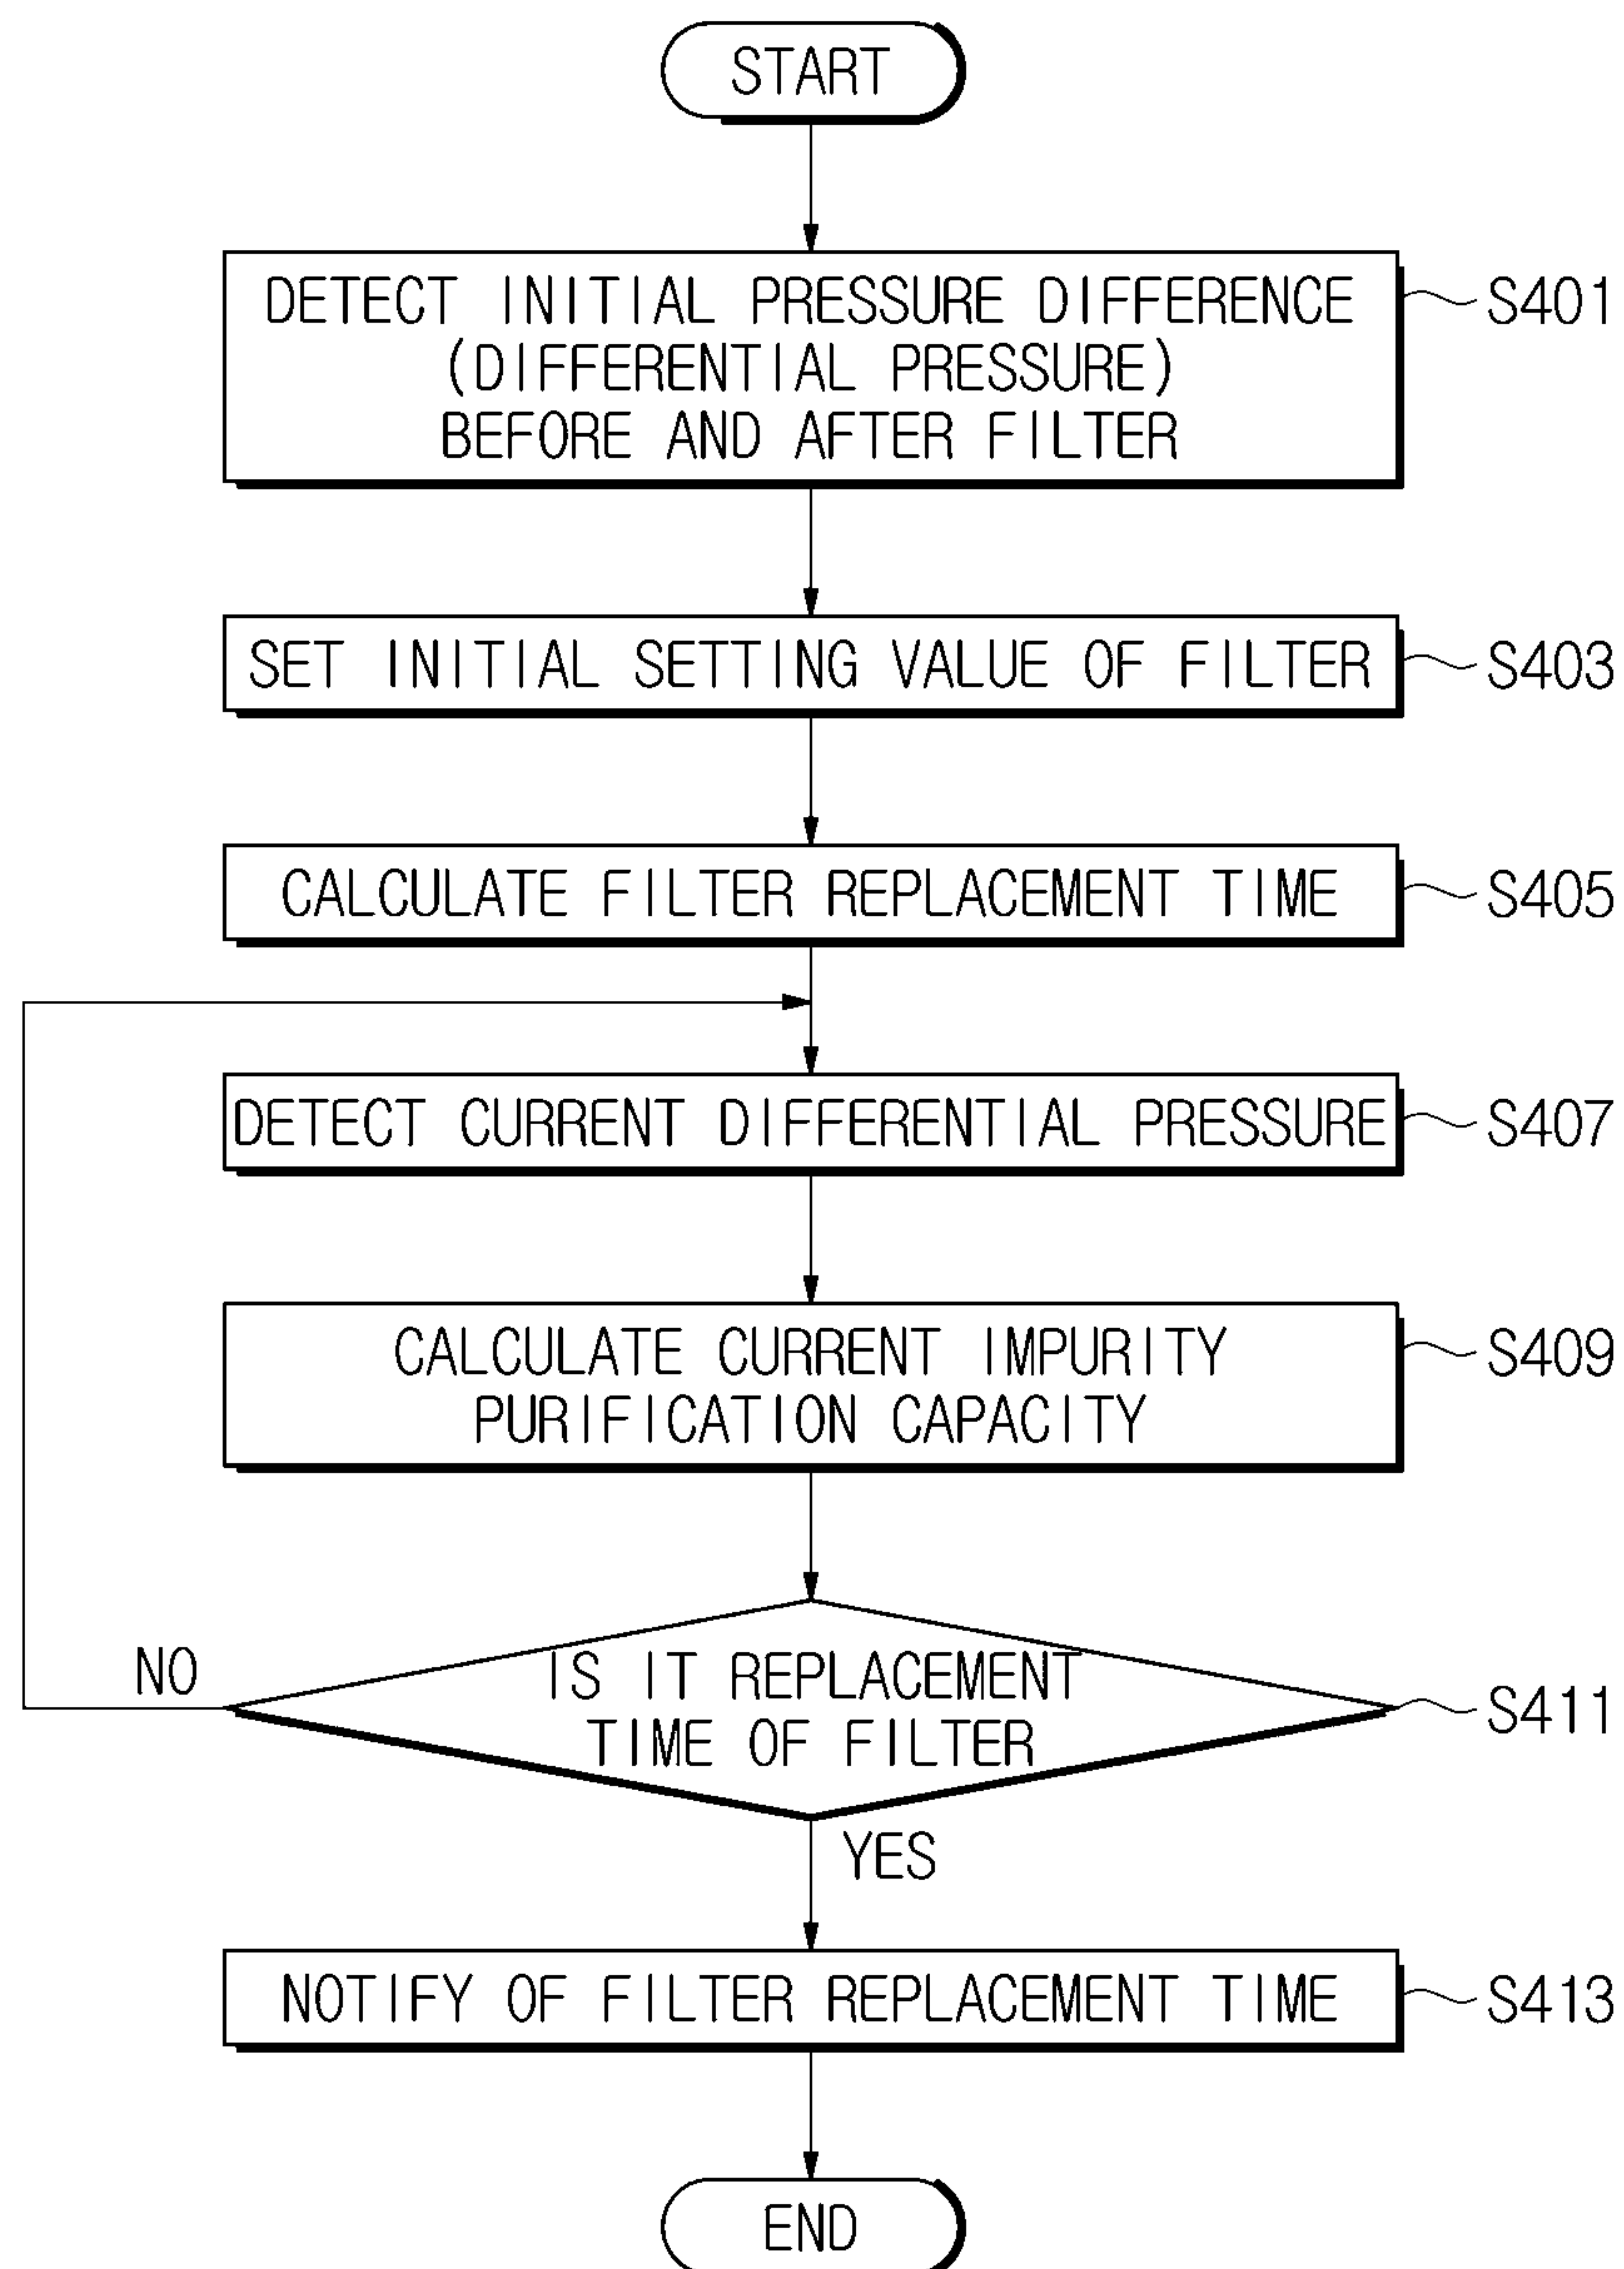 START
DETECT INITIAL PRESSURE DIFFERENCE
(DIFFERENTIAL PRESSURE)
BEFORE AND AFTER FILTER
S401
SET INITIAL SETTING VALUE OF FILTER
S403
CALCULATE FILTER REPLACEMENT TIME
S405
DETECT CURRENT DIFFERENTIAL PRESSURE
S407
CALCULATE CURRENT IMPURITY
PURIFICATION CAPACITY
S409
NO
IS IT REPLACEMENT
TIME OF FILTER
S411
YES
NOTIFY OF FILTER REPLACEMENT TIME
S413
END